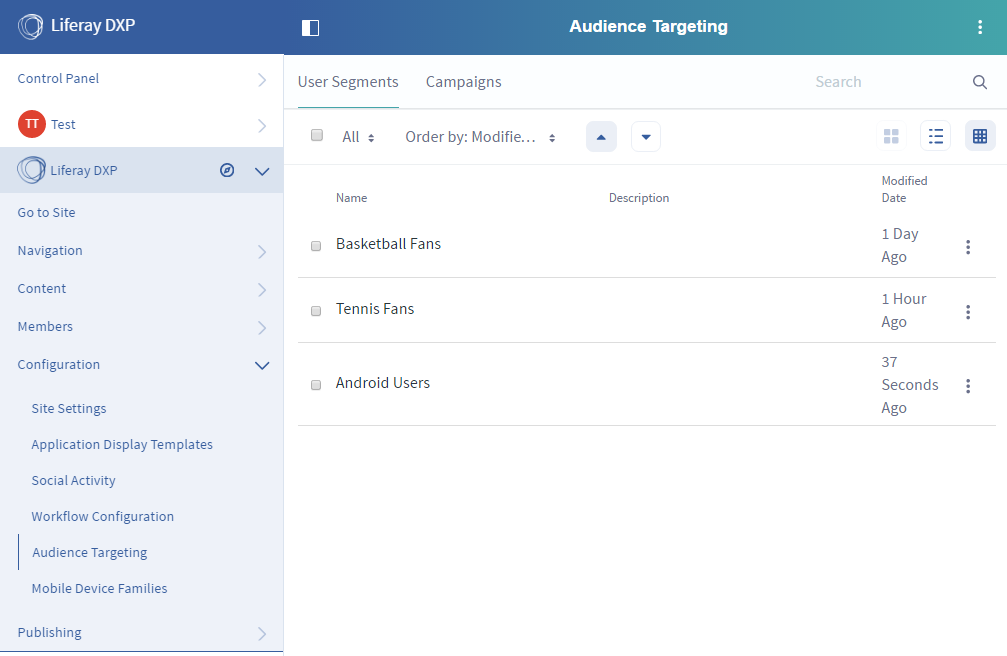 Liferay DXP
Audience Targeting
Control Panel
TT Test
Liferay DXP
Go to Site
Navigation
Content
Members
Configuration
Site Settings
Application Display Templates
Social Activity
Workflow Configuration
Audience Targeting
Mobile Device Families
Publishing
User Segments Campaigns Search
All Order by: Modifie...
Name Description Modified
Date
Basketball Fans 1 Day
Ago
Tennis Fans 1 Hour
Ago
Android Users 37
Seconds
Ago